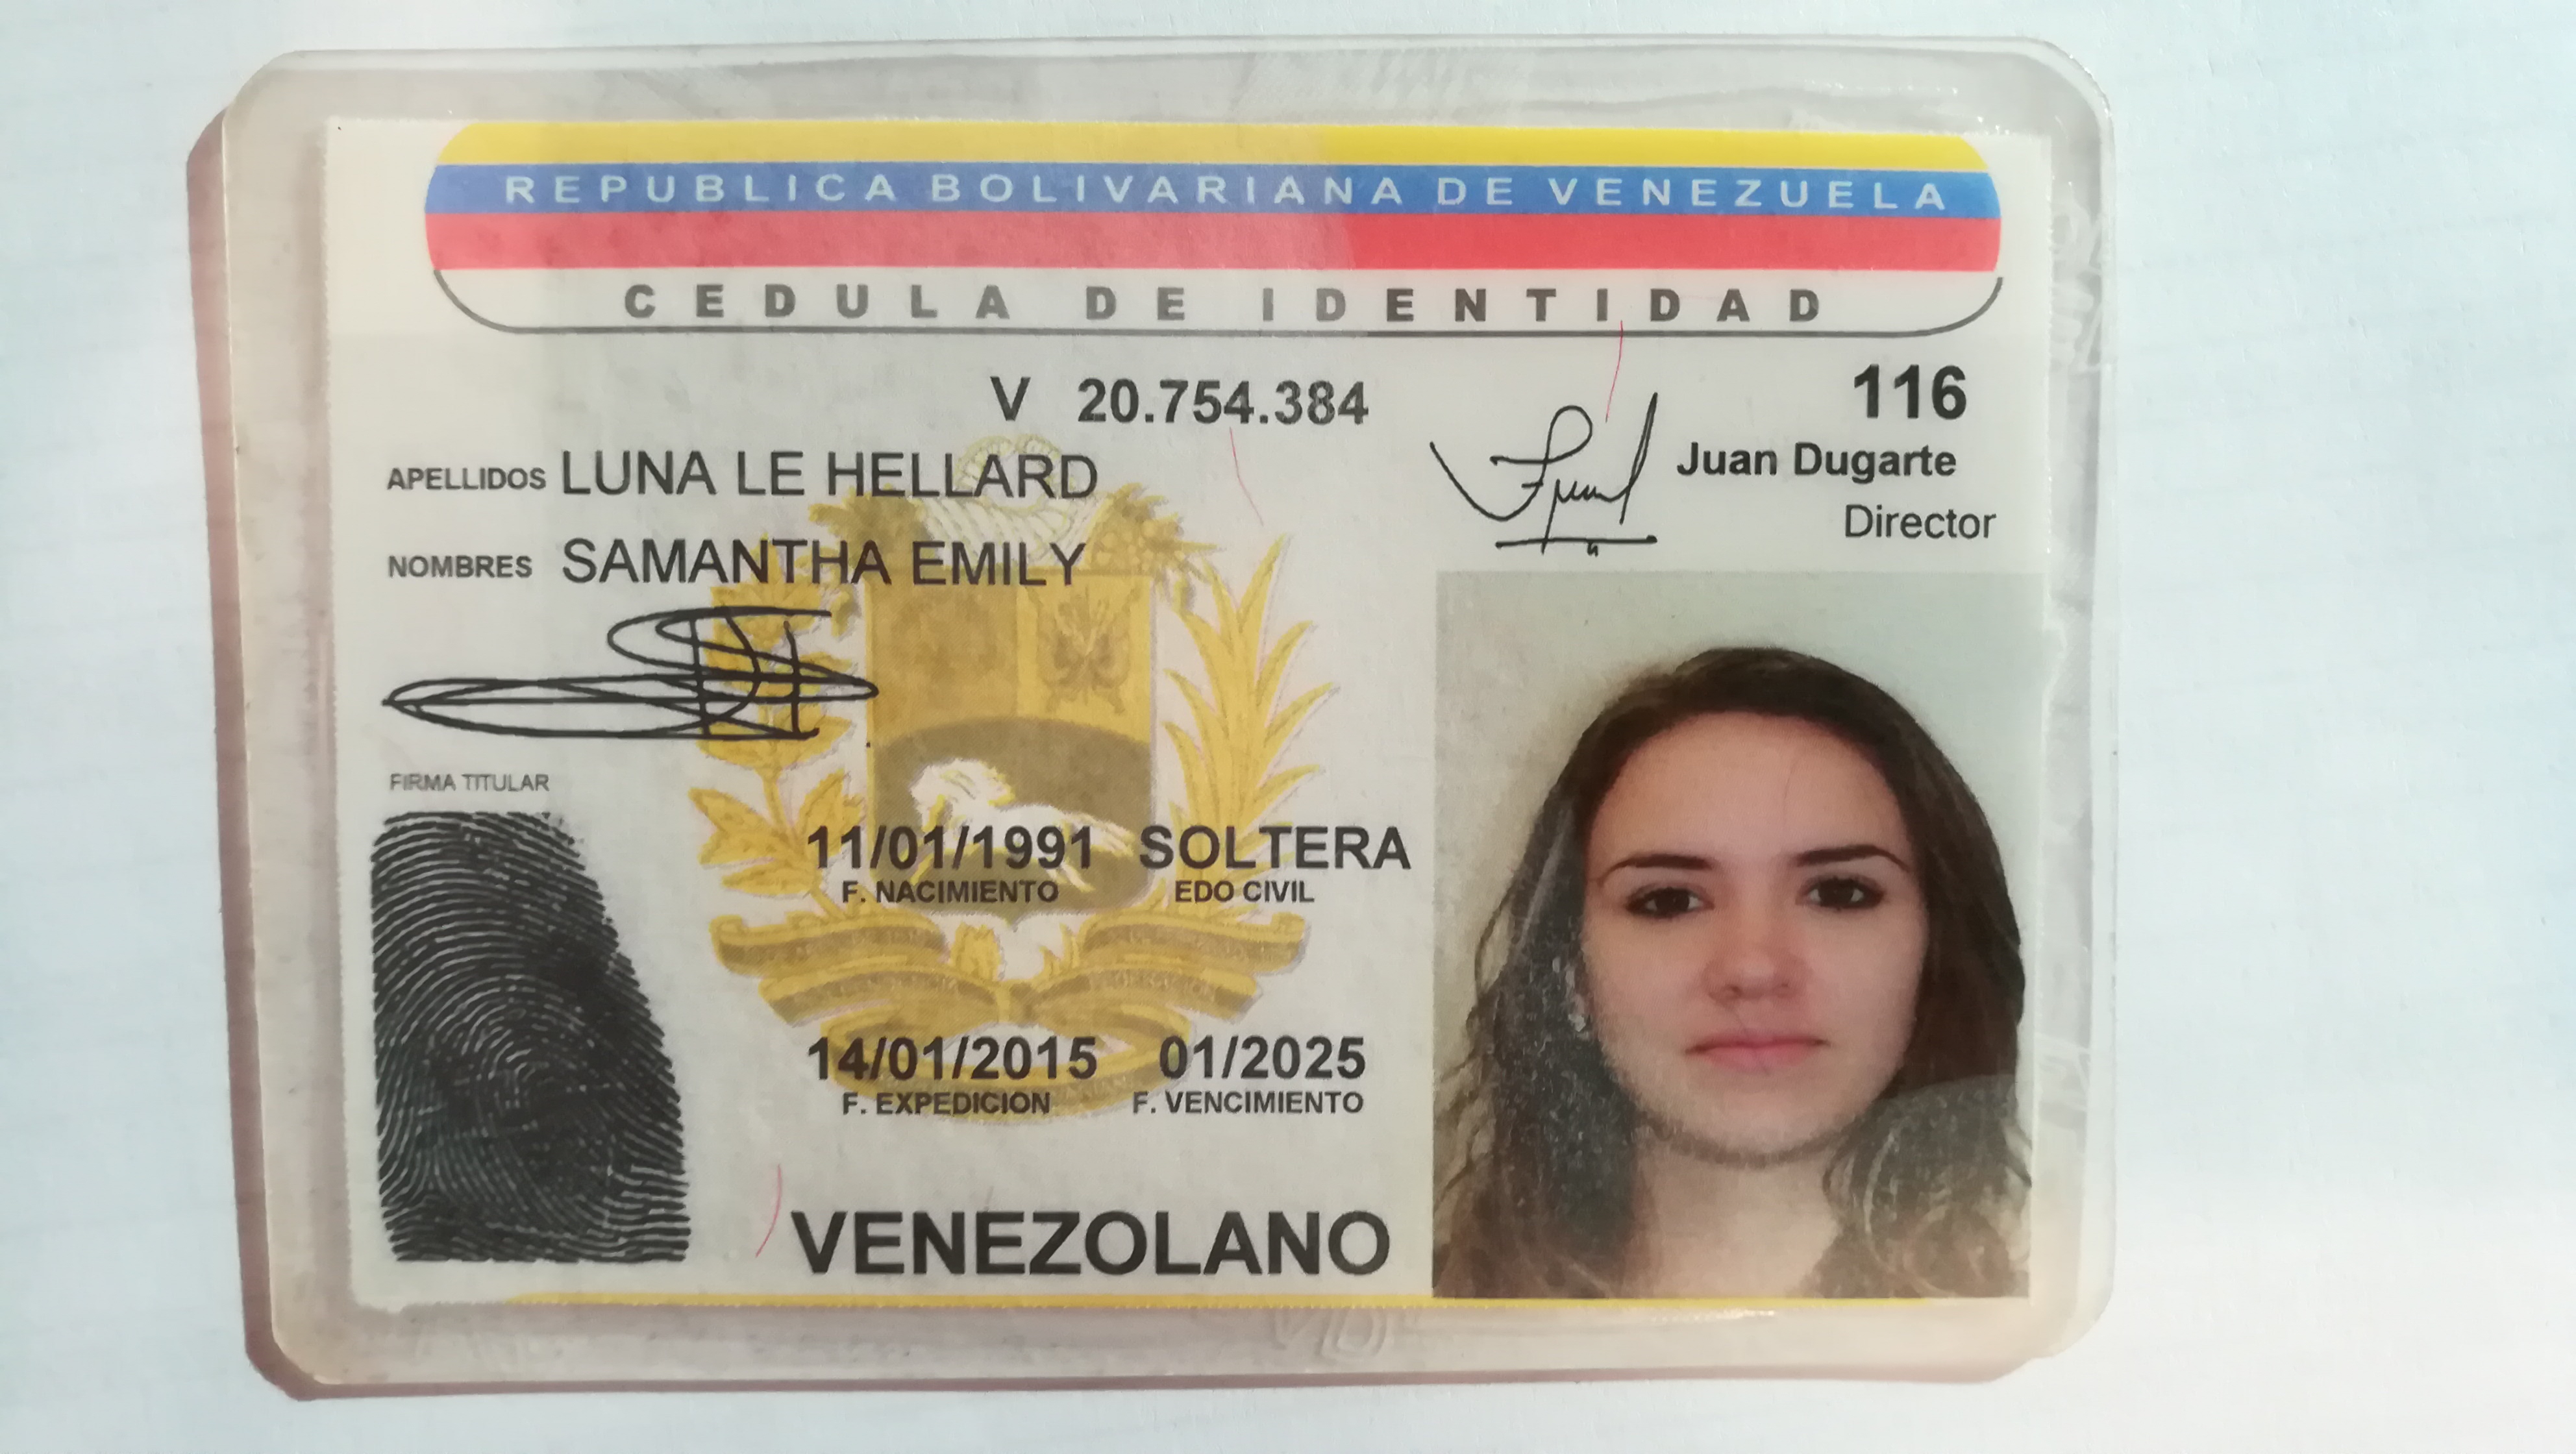 REPUBLICA BOLIVARIANA DE VENEZUELA
CEDULA DE IDENTIDAD
V 20.754.384
116
Juan Dugarte
Director
APELLIDOS LUNA LE HELLARD
NOMBRES SAMANTHA EMILY
FIRMA TITULAR
11/01/1991 SOLTERA
F. NACIMIENTO EDO CIVIL
14/01/2015 01/2025
F. EXPEDICION F. VENCIMIENTO
VENEZOLANO